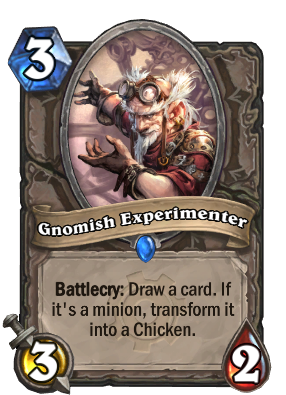 3
Gnomish Experimenter
Battlecry: Draw a card. If
it's a minion, transform it
into a Chicken.
3
2